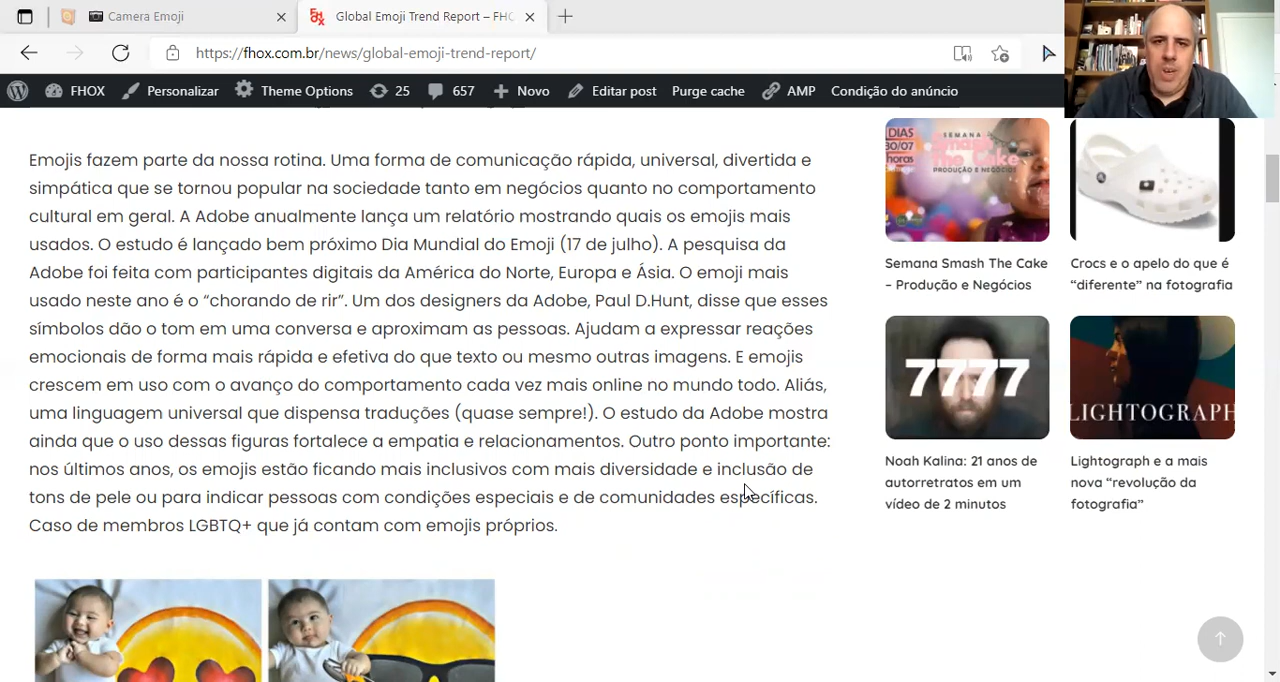 Camera Emoji
Global Emoji Trend Report – FHO
https://fhox.com.br/news/global-emoji-trend-report/
FHOX Personalizar Theme Options 25 657 Novo Editar post Purge cache AMP Condição do anúncio
Emojis fazem parte da nossa rotina. Uma forma de comunicação rápida, universal, divertida e
simpática que se tornou popular na sociedade tanto em negócios quanto no comportamento
cultural em geral. A Adobe anualmente lança um relatório mostrando quais os emojis mais
usados. O estudo é lançado bem próximo Dia Mundial do Emoji (17 de julho). A pesquisa da
Adobe foi feita com participantes digitais da América do Norte, Europa e Ásia. O emoji mais
usado neste ano é o “chorando de rir”. Um dos designers da Adobe, Paul D.Hunt, disse que esses
símbolos dão o tom em uma conversa e aproximam as pessoas. Ajudam a expressar reações
emocionais de forma mais rápida e efetiva do que texto ou mesmo outras imagens. E emojis
crescem em uso com o avanço do comportamento cada vez mais online no mundo todo. Aliás,
uma linguagem universal que dispensa traduções (quase sempre!). O estudo da Adobe mostra
ainda que o uso dessas figuras fortalece a empatia e relacionamentos. Outro ponto importante:
nos últimos anos, os emojis estão ficando mais inclusivos com mais diversidade e inclusão de
tons de pele ou para indicar pessoas com condições especiais e de comunidades específicas.
Caso de membros LGBTQ+ que já contam com emojis próprios.
DIAS
30/07
horas
SEMANA
Smash
The Cake
PRODUÇÃO E NEGÓCIOS
Semana Smash The Cake
– Produção e Negócios
Crocs e o apelo do que é
“diferente” na fotografia
7777
Noah Kalina: 21 anos de
autorretratos em um
vídeo de 2 minutos
LIGHTOGRAPH
Lightograph e a mais
nova “revolução da
fotografia”